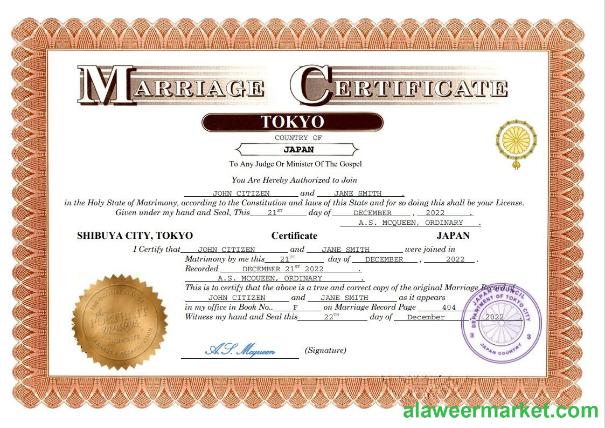 MARRIAGE CERTIFICATE
TOKYO
COUNTRY OF
JAPAN
To Any Judge Or Minister Of The Gospel
You Are Hereby Authorized to Join
JOHN CITIZEN and JANE SMITH .
in the Holy State of Matrimony, according to the Constitution and laws of this State and for so doing this shall be your License.
Given under my hand and Seal, This 21ST day of DECEMBER , 2022 .
A.S. MCQUEEN, ORDINARY .
SHIBUYA CITY, TOKYO Certificate JAPAN
I Certify that JOHN CITIZEN and JANE SMITH were joined in
Matrimony by me this 21ST day of DECEMBER , 2022 .
Recorded DECEMBER 21ST 2022 .
A.S. MCQUEEN, ORDINARY .
This is to certify that the above is a true and correct copy of the original Marriage Record of
JOHN CITIZEN and JANE SMITH as it appears
in my office in Book No.. F on Marriage Record Page 404
Witness my hand and Seal this 22TH day of December 2022
A.S. Mcqueen (Signature)
JAPAN COUNTRY
alaweermarket.com